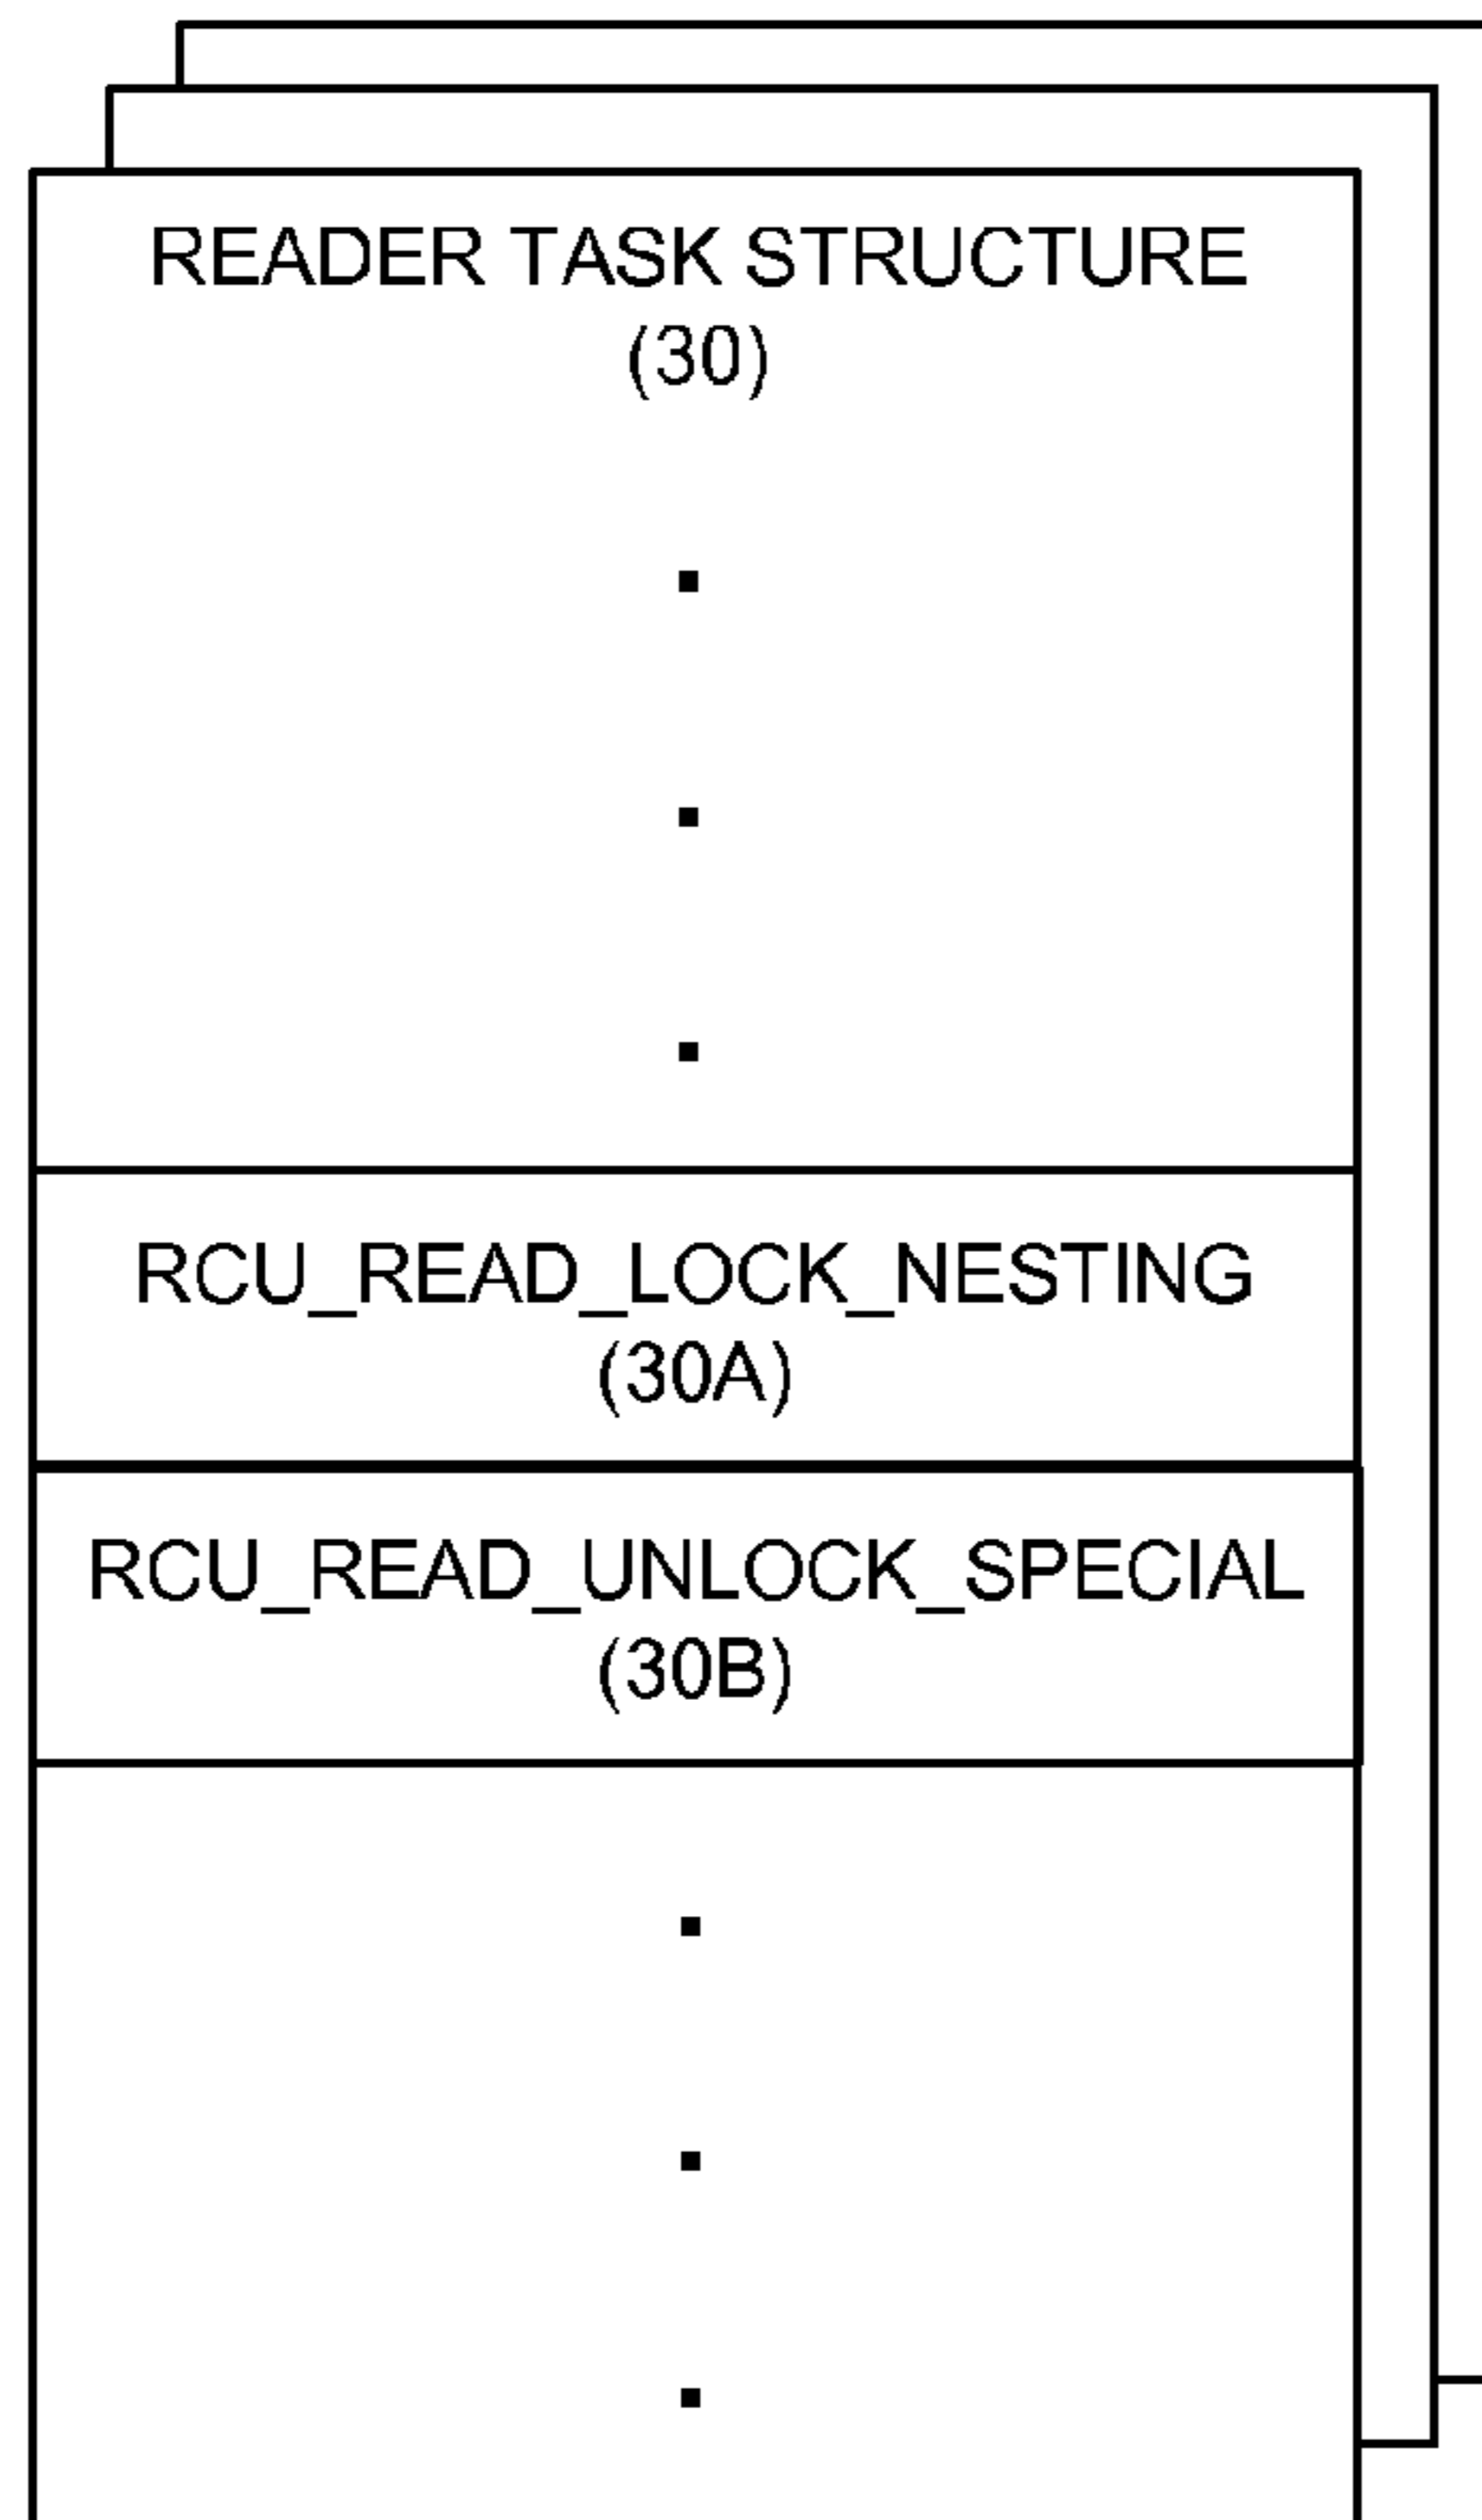 READER TASK STRUCTURE
(30)
RCU_READ_LOCK_NESTING
(30A)
RCU_READ_UNLOCK_SPECIAL
(30B)